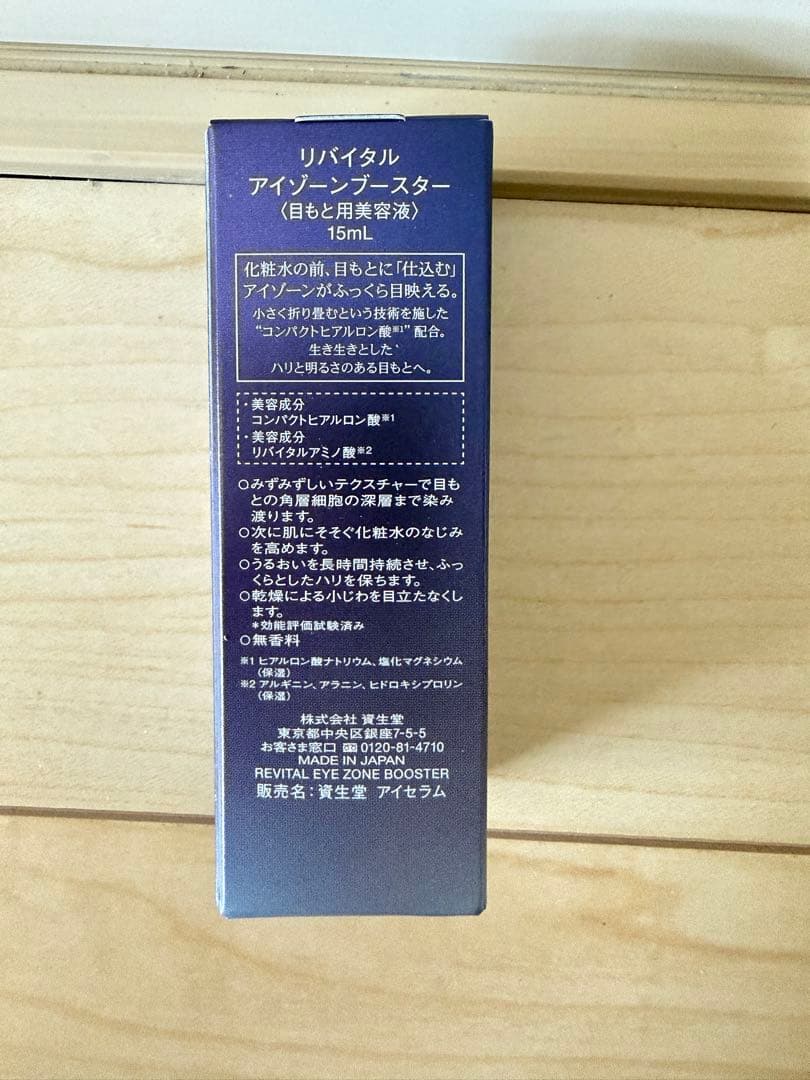 リバイタル
アイゾーンブースター
〈目もと用美容液〉
15mL
化粧水の前、目もとに「仕込む」
アイゾーンがふっくら目映える。
小さく折り畳むという技術を施した
“コンパクトヒアルロン酸※1”配合。
生き生きとした
ハリと明るさのある目もとへ。
・美容成分
コンパクトヒアルロン酸※1
・美容成分
リバイタルアミノ酸※2
○みずみずしいテクスチャーで目も
との角層細胞の深層まで染み
渡ります。
○次に肌にそそぐ化粧水のなじみ
を高めます。
○うるおいを長時間持続させ、ふっ
くらとしたハリを保ちます。
○乾燥による小じわを目立たなくし
ます。
*効能評価試験済み
○無香料
※1 ヒアルロン酸ナトリウム、塩化マグネシウム
（保湿）
※2 アルギニン、アラニン、ヒドロキシプロリン
（保湿）
株式会社 資生堂
東京都中央区銀座7-5-5
お客さま窓口 0120-81-4710
MADE IN JAPAN
REVITAL EYE ZONE BOOSTER
販売名：資生堂 アイセラム